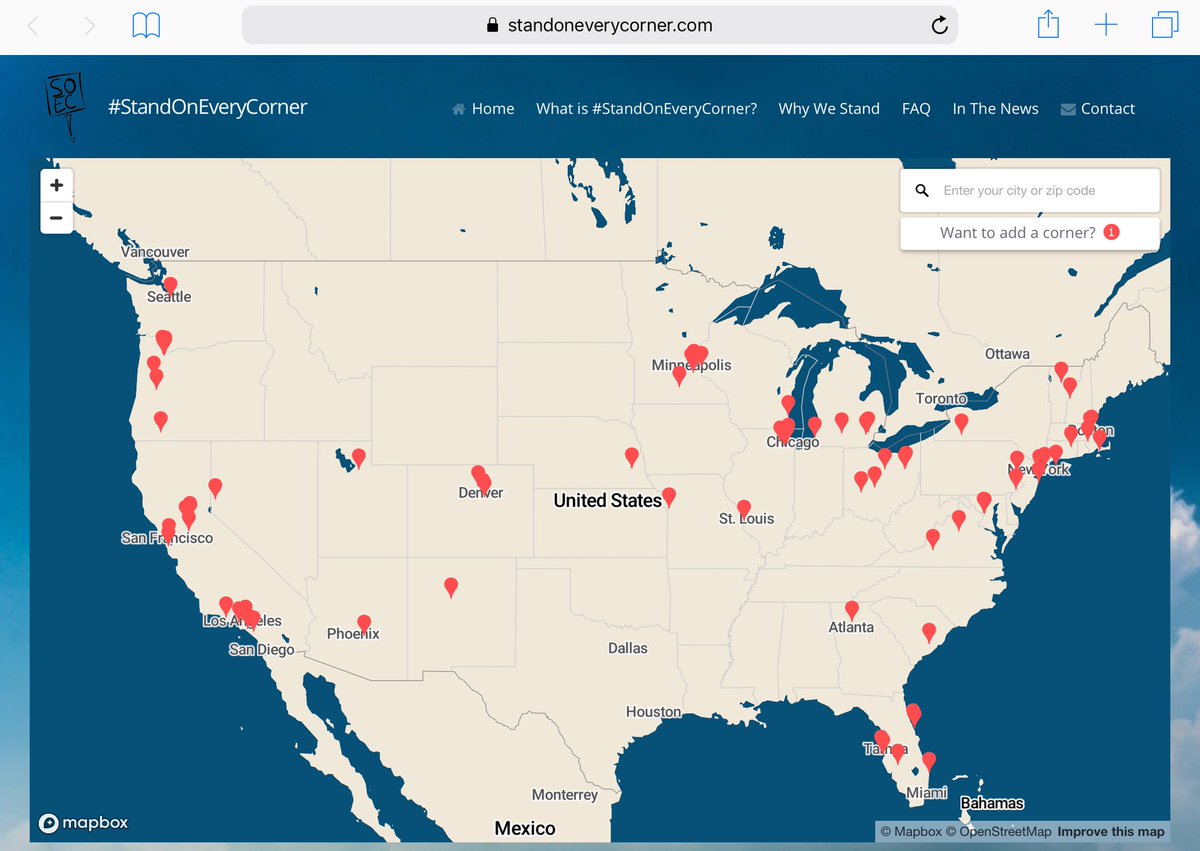 standoneverycorner.com
SO
EC
#StandOnEveryCorner
Home What is #StandOnEveryCorner? Why We Stand FAQ In The News Contact
+
−
Enter your city or zip code
Want to add a corner? i
Vancouver
Seattle
Minneapolis
Ottawa
Toronto
Boston
Chicago
New York
Denver
United States
St. Louis
San Francisco
Los Angeles
Phoenix
Atlanta
San Diego
Dallas
Houston
Tampa
Miami
Monterrey
Bahamas
Mexico
mapbox
© Mapbox © OpenStreetMap Improve this map